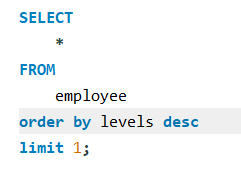 SELECT
    *
FROM
    employee
order by levels desc
limit 1;